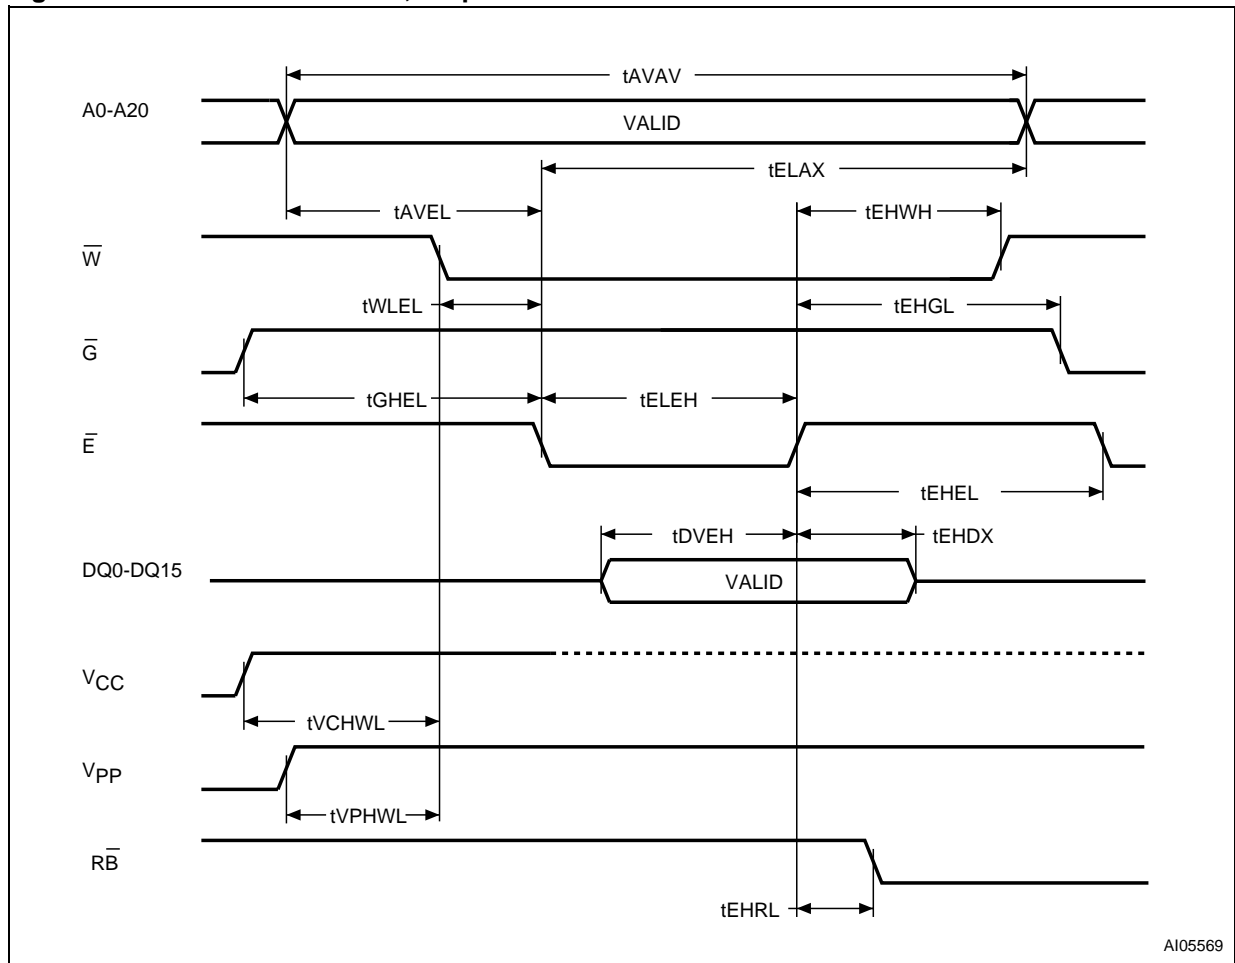 tAVAV
A0-A20
VALID
tELAX
tAVEL
tEHWH
W̅
tWLEL
tEHGL
G̅
tGHEL
tELEH
E̅
tEHEL
tDVEH
tEHDX
DQ0-DQ15
VALID
VCC
tVCHWL
VPP
tVPHWL
RB̅
tEHRL
AI05569